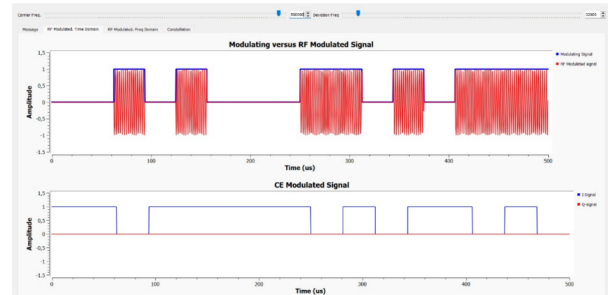 Carrier Freq.
Deviation Freq.
Message RF Modulated, Time Domain RF Modulated, Freq Domain Constellation
Modulating versus RF Modulated Signal
Modulating Signal
RF Modulated signal
1,5
1
0,5
0
-0,5
-1
-1,5
Amplitude
0 100 200 300 400 500
Time (us)
CE Modulated Signal
I Signal
Q-signal
1,5
1
0,5
0
-0,5
-1
-1,5
Amplitude
0 100 200 300 400 500
Time (us)